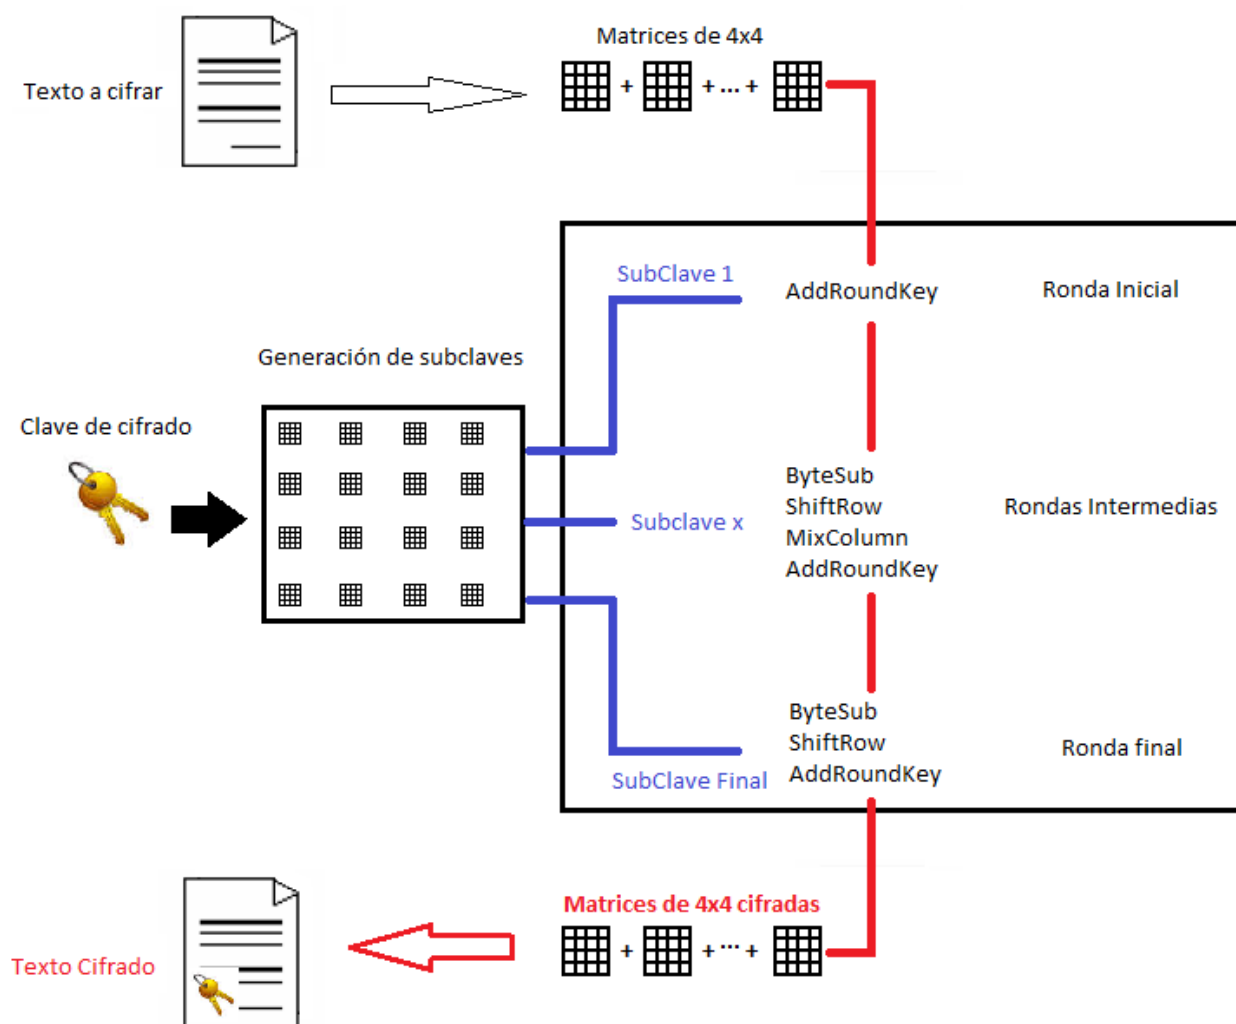 Matrices de 4x4
Texto a cifrar
+ + ... +
SubClave 1
AddRoundKey
Ronda Inicial
Generación de subclaves
Clave de cifrado
ByteSub
ShiftRow
MixColumn
AddRoundKey
Subclave x
Rondas Intermedias
ByteSub
ShiftRow
AddRoundKey
Ronda final
SubClave Final
Matrices de 4x4 cifradas
+ + ... +
Texto Cifrado